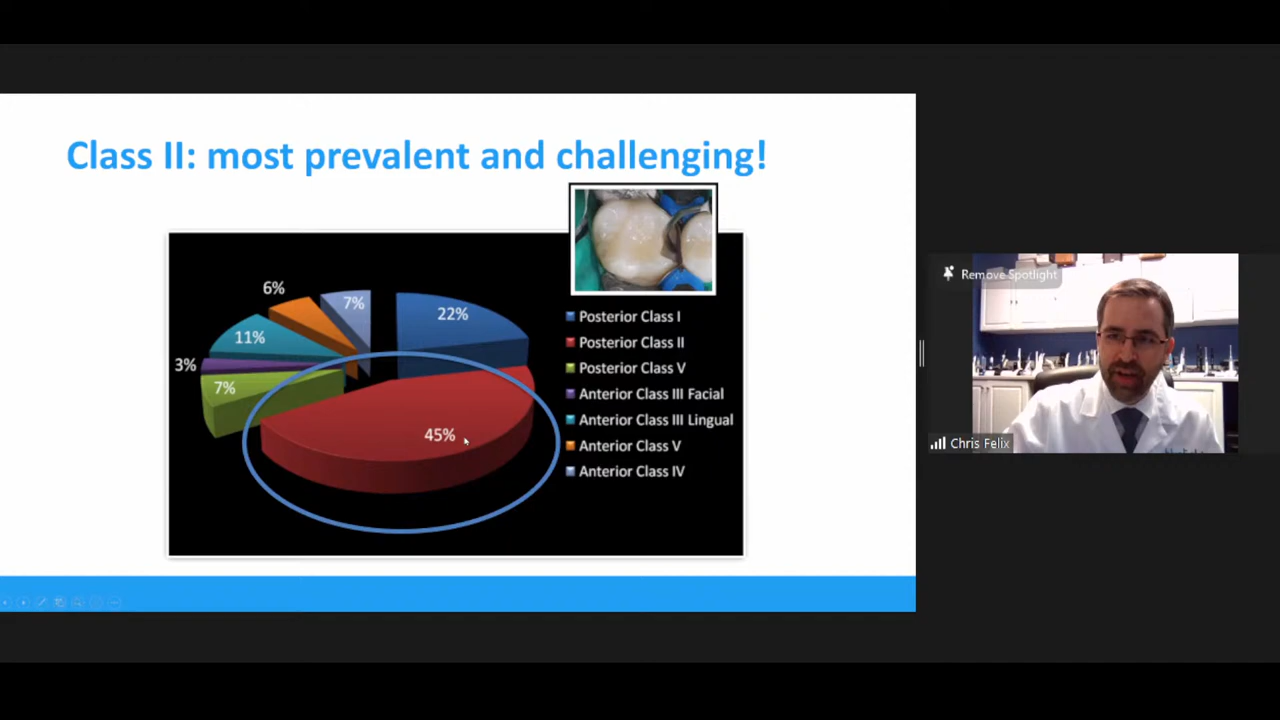 Class II: most prevalent and challenging!
6%
7%
22%
11%
3%
7%
45%
Posterior Class I
Posterior Class II
Posterior Class V
Anterior Class III Facial
Anterior Class III Lingual
Anterior Class V
Anterior Class IV
Remove Spotlight
Chris Felix